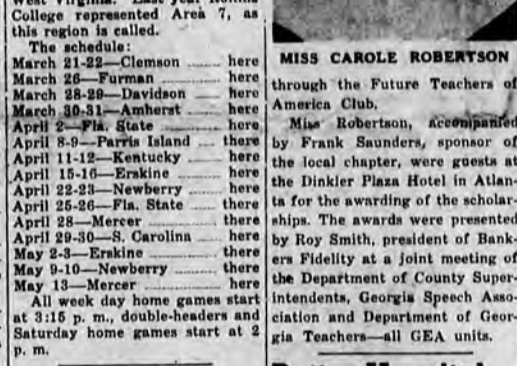 West Virginia. Last year Rollins
College represented Area 7, as
this region is called.
The schedule:
March 21-22—Clemson ........ here
March 26—Furman ........ here
March 28-29—Davidson ........ here
March 30-31—Amherst ........ here
April 2—Fla. State ........ here
April 8-9—Parris Island .... there
April 11-12—Kentucky ........ here
April 15-16—Erskine ........ here
April 22-23—Newberry ........ here
April 25-26—Fla. State ...... there
April 28—Mercer ........ there
April 29-30—S. Carolina ...... here
May 2-3—Erskine ........ there
May 9-10—Newberry ........ there
May 13—Mercer ........ here
All week day home games start
at 3:15 p. m., double-headers and
Saturday home games start at 2
p. m.
MISS CAROLE ROBERTSON
through the Future Teachers of
America Club.
Miss Robertson, accompanied
by Frank Saunders, sponsor of
the local chapter, were guests at
the Dinkler Plaza Hotel in Atlan-
ta for the awarding of the scholar-
ships. The awards were presented
by Roy Smith, president of Bank-
ers Fidelity at a joint meeting of
the Department of County Super-
intendents, Georgia Speech Asso-
ciation and Department of Geor-
gia Teachers—all GEA units.